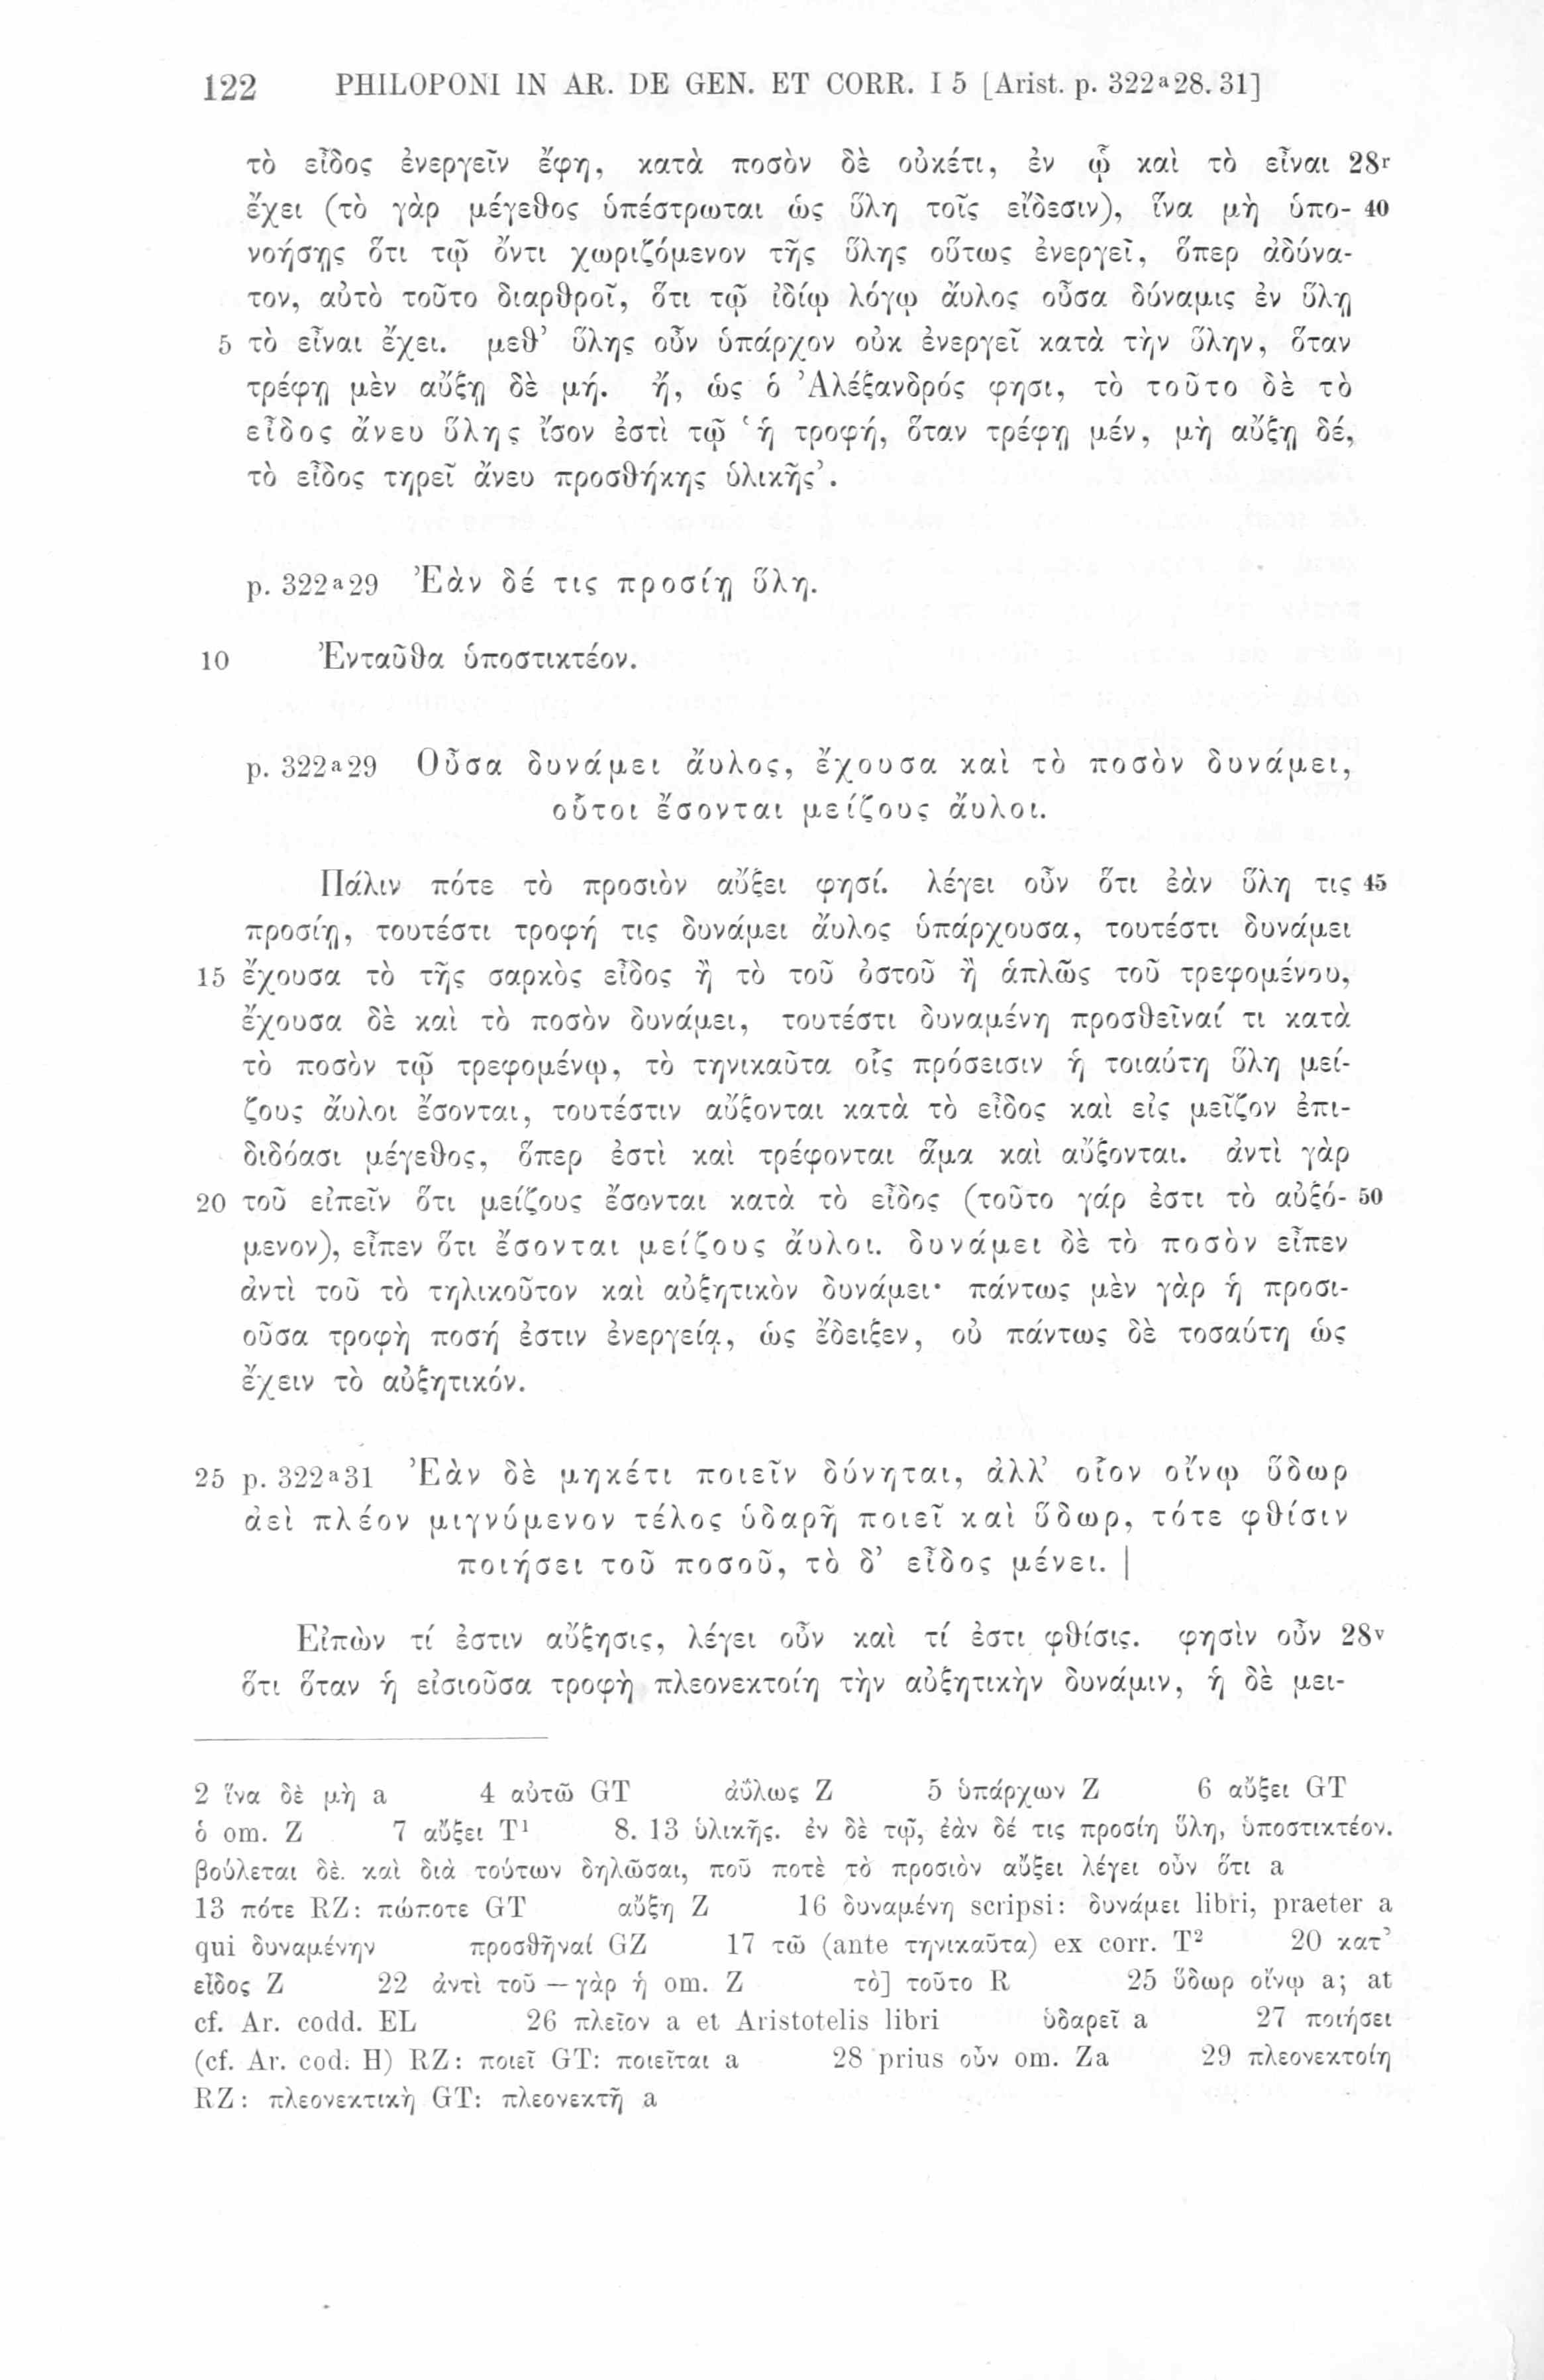 122 PHILOPONI IN AR. DE GEN. ET CORR. I 5 [Arist. p. 322a28. 31]
τὸ εἶδος ἐνεργεῖν ἔφη, κατὰ ποσὸν δὲ οὐκέτι, ἐν ᾧ καὶ τὸ εἶναι 28r
ἔχει (τὸ γὰρ μέγεθος ὑπέστρωται ὡς ὕλη τοῖς εἴδεσιν), ἵνα μὴ ὑπο- 40
νοήσῃς ὅτι τῷ ὄντι χωριζόμενον τῆς ὕλης οὕτως ἐνεργεῖ, ὅπερ ἀδύνα-
τον, αὐτὸ τοῦτο διαρθροῖ, ὅτι τῷ ἰδίῳ λόγῳ ἄυλος οὖσα δύναμις ἐν ὕλῃ
5 τὸ εἶναι ἔχει. μεθ’ ὕλης οὖν ὑπάρχον οὐκ ἐνεργεῖ κατὰ τὴν ὕλην, ὅταν
τρέφῃ μὲν αὔξῃ δὲ μή. ἤ, ὡς ὁ Ἀλέξανδρός φησι, τὸ τοῦτο δὲ τὸ
εἶδος ἄνευ ὕλης ἴσον ἐστὶ τῷ ‘ἡ τροφή, ὅταν τρέφῃ μέν, μὴ αὔξῃ δέ,
τὸ εἶδος τηρεῖ ἄνευ προσθήκης ὑλικῆς’.
p. 322a29 Ἐὰν δέ τις προσίῃ ὕλη.
10 Ἐνταῦθα ὑποστικτέον.
p. 322a29 Οὖσα δυνάμει ἄυλος, ἔχουσα καὶ τὸ ποσὸν δυνάμει,
οὗτοι ἔσονται μείζους ἄυλοι.
Πάλιν πότε τὸ προσιὸν αὔξει φησί. λέγει οὖν ὅτι ἐὰν ὕλη τις 45
προσίῃ, τουτέστι τροφή τις δυνάμει ἄυλος ὑπάρχουσα, τουτέστι δυνάμει
15 ἔχουσα τὸ τῆς σαρκὸς εἶδος ἢ τὸ τοῦ ὀστοῦ ἢ ἁπλῶς τοῦ τρεφομένου,
ἔχουσα δὲ καὶ τὸ ποσὸν δυνάμει, τουτέστι δυναμένη προσθεῖναί τι κατὰ
τὸ ποσὸν τῷ τρεφομένῳ, τὸ τηνικαῦτα οἷς πρόσεισιν ἡ τοιαύτη ὕλη μεί-
ζους ἄυλοι ἔσονται, τουτέστιν αὔξονται κατὰ τὸ εἶδος καὶ εἰς μεῖζον ἐπι-
διδόασι μέγεθος, ὅπερ ἐστὶ καὶ τρέφονται ἅμα καὶ αὔξονται. ἀντὶ γὰρ
20 τοῦ εἰπεῖν ὅτι μείζους ἔσονται κατὰ τὸ εἶδος (τοῦτο γάρ ἐστι τὸ αὐξό- 50
μενον), εἶπεν ὅτι ἔσονται μείζους ἄυλοι. δυνάμει δὲ τὸ ποσὸν εἶπεν
ἀντὶ τοῦ τὸ τηλικοῦτον καὶ αὐξητικὸν δυνάμει· πάντως μὲν γὰρ ἡ προσι-
οῦσα τροφὴ ποσή ἐστιν ἐνεργείᾳ, ὡς ἔδειξεν, οὐ πάντως δὲ τοσαύτη ὡς
ἔχειν τὸ αὐξητικόν.
25 p. 322a31 Ἐὰν δὲ μηκέτι ποιεῖν δύνηται, ἀλλ’ οἷον οἴνῳ ὕδωρ
ἀεὶ πλέον μιγνύμενον τέλος ὑδαρῆ ποιεῖ καὶ ὕδωρ, τότε φθίσιν
ποιήσει τοῦ ποσοῦ, τὸ δ’ εἶδος μένει. |
Εἰπὼν τί ἐστιν αὔξησις, λέγει οὖν καὶ τί ἐστι φθίσις. φησὶν οὖν 28v
ὅτι ὅταν ἡ εἰσιοῦσα τροφὴ πλεονεκτοίη τὴν αὐξητικὴν δυνάμιν, ἡ δὲ μει-
2 ἵνα δὲ μὴ a 4 αὐτῶ GT ἀΰλως Z 5 ὑπάρχων Z 6 αὔξει GT
ὁ om. Z 7 αὔξει T1 8. 13 ὑλικῆς. ἐν δὲ τῷ, ἐὰν δέ τις προσίη ὕλη, ὑποστικτέον.
βούλεται δὲ καὶ διὰ τούτων δηλῶσαι, ποῦ ποτὲ τὸ προσιὸν αὔξει λέγει οὖν ὅτι a
13 πότε RZ: πώποτε GT αὔξη Z 16 δυναμένη scripsi: δυνάμει libri, praeter a
qui δυναμένην προσθῆναί GZ 17 τῶ (ante τηνικαῦτα) ex corr. T2 20 κατ’
εἶδος Z 22 ἀντὶ τοῦ — γὰρ ἡ om. Z τὸ] τοῦτο R 25 ὕδωρ οἴνῳ a; at
cf. Ar. codd. EL 26 πλεῖον a et Aristotelis libri ὑδαρεῖ a 27 ποιήσει
(cf. Ar. cod. H) RZ: ποιεῖ GT: ποιεῖται a 28 prius οὖν om. Za 29 πλεονεκτοίη
RZ: πλεονεκτικὴ GT: πλεονεκτῆ a